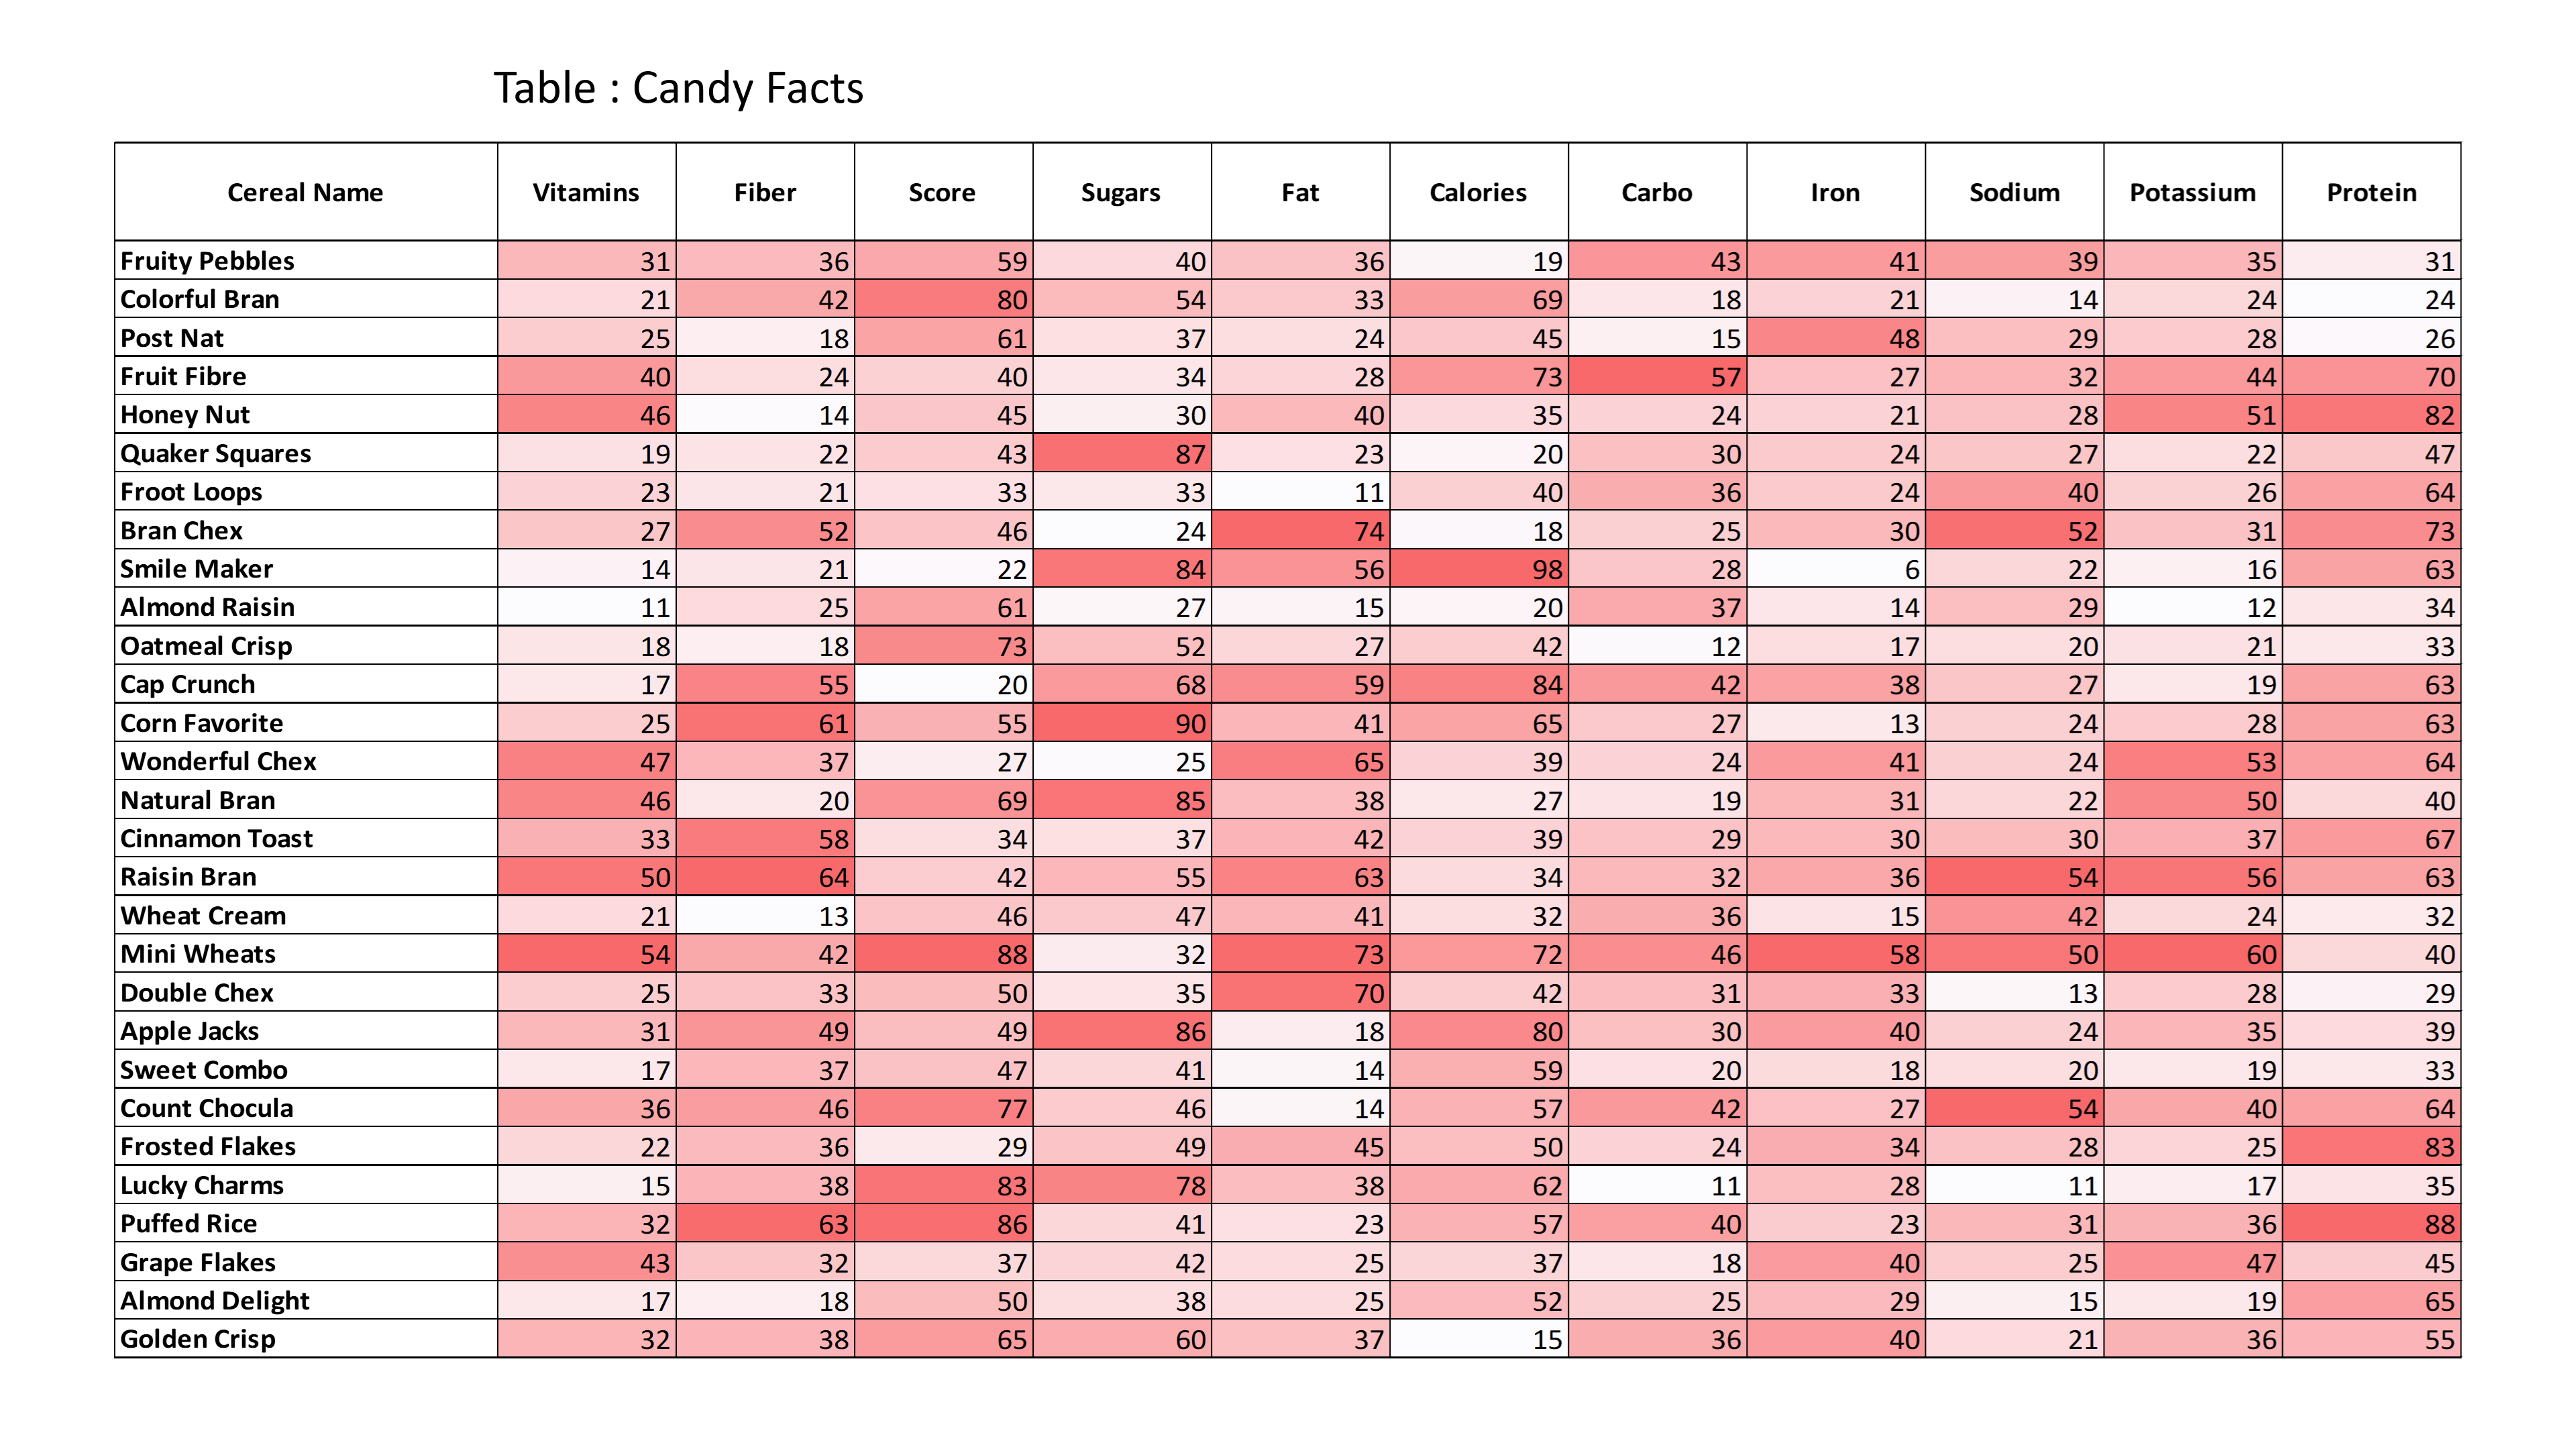 Table : Candy Facts
Cereal Name Vitamins Fiber Score Sugars Fat Calories Carbo Iron Sodium Potassium Protein
Fruity Pebbles 31 36 59 40 36 19 43 41 39 35 31
Colorful Bran 21 42 80 54 33 69 18 21 14 24 24
Post Nat 25 18 61 37 24 45 15 48 29 28 26
Fruit Fibre 40 24 40 34 28 73 57 27 32 44 70
Honey Nut 46 14 45 30 40 35 24 21 28 51 82
Quaker Squares 19 22 43 87 23 20 30 24 27 22 47
Froot Loops 23 21 33 33 11 40 36 24 40 26 64
Bran Chex 27 52 46 24 74 18 25 30 52 31 73
Smile Maker 14 21 22 84 56 98 28 6 22 16 63
Almond Raisin 11 25 61 27 15 20 37 14 29 12 34
Oatmeal Crisp 18 18 73 52 27 42 12 17 20 21 33
Cap Crunch 17 55 20 68 59 84 42 38 27 19 63
Corn Favorite 25 61 55 90 41 65 27 13 24 28 63
Wonderful Chex 47 37 27 25 65 39 24 41 24 53 64
Natural Bran 46 20 69 85 38 27 19 31 22 50 40
Cinnamon Toast 33 58 34 37 42 39 29 30 30 37 67
Raisin Bran 50 64 42 55 63 34 32 36 54 56 63
Wheat Cream 21 13 46 47 41 32 36 15 42 24 32
Mini Wheats 54 42 88 32 73 72 46 58 50 60 40
Double Chex 25 33 50 35 70 42 31 33 13 28 29
Apple Jacks 31 49 49 86 18 80 30 40 24 35 39
Sweet Combo 17 37 47 41 14 59 20 18 20 19 33
Count Chocula 36 46 77 46 14 57 42 27 54 40 64
Frosted Flakes 22 36 29 49 45 50 24 34 28 25 83
Lucky Charms 15 38 83 78 38 62 11 28 11 17 35
Puffed Rice 32 63 86 41 23 57 40 23 31 36 88
Grape Flakes 43 32 37 42 25 37 18 40 25 47 45
Almond Delight 17 18 50 38 25 52 25 29 15 19 65
Golden Crisp 32 38 65 60 37 15 36 40 21 36 55